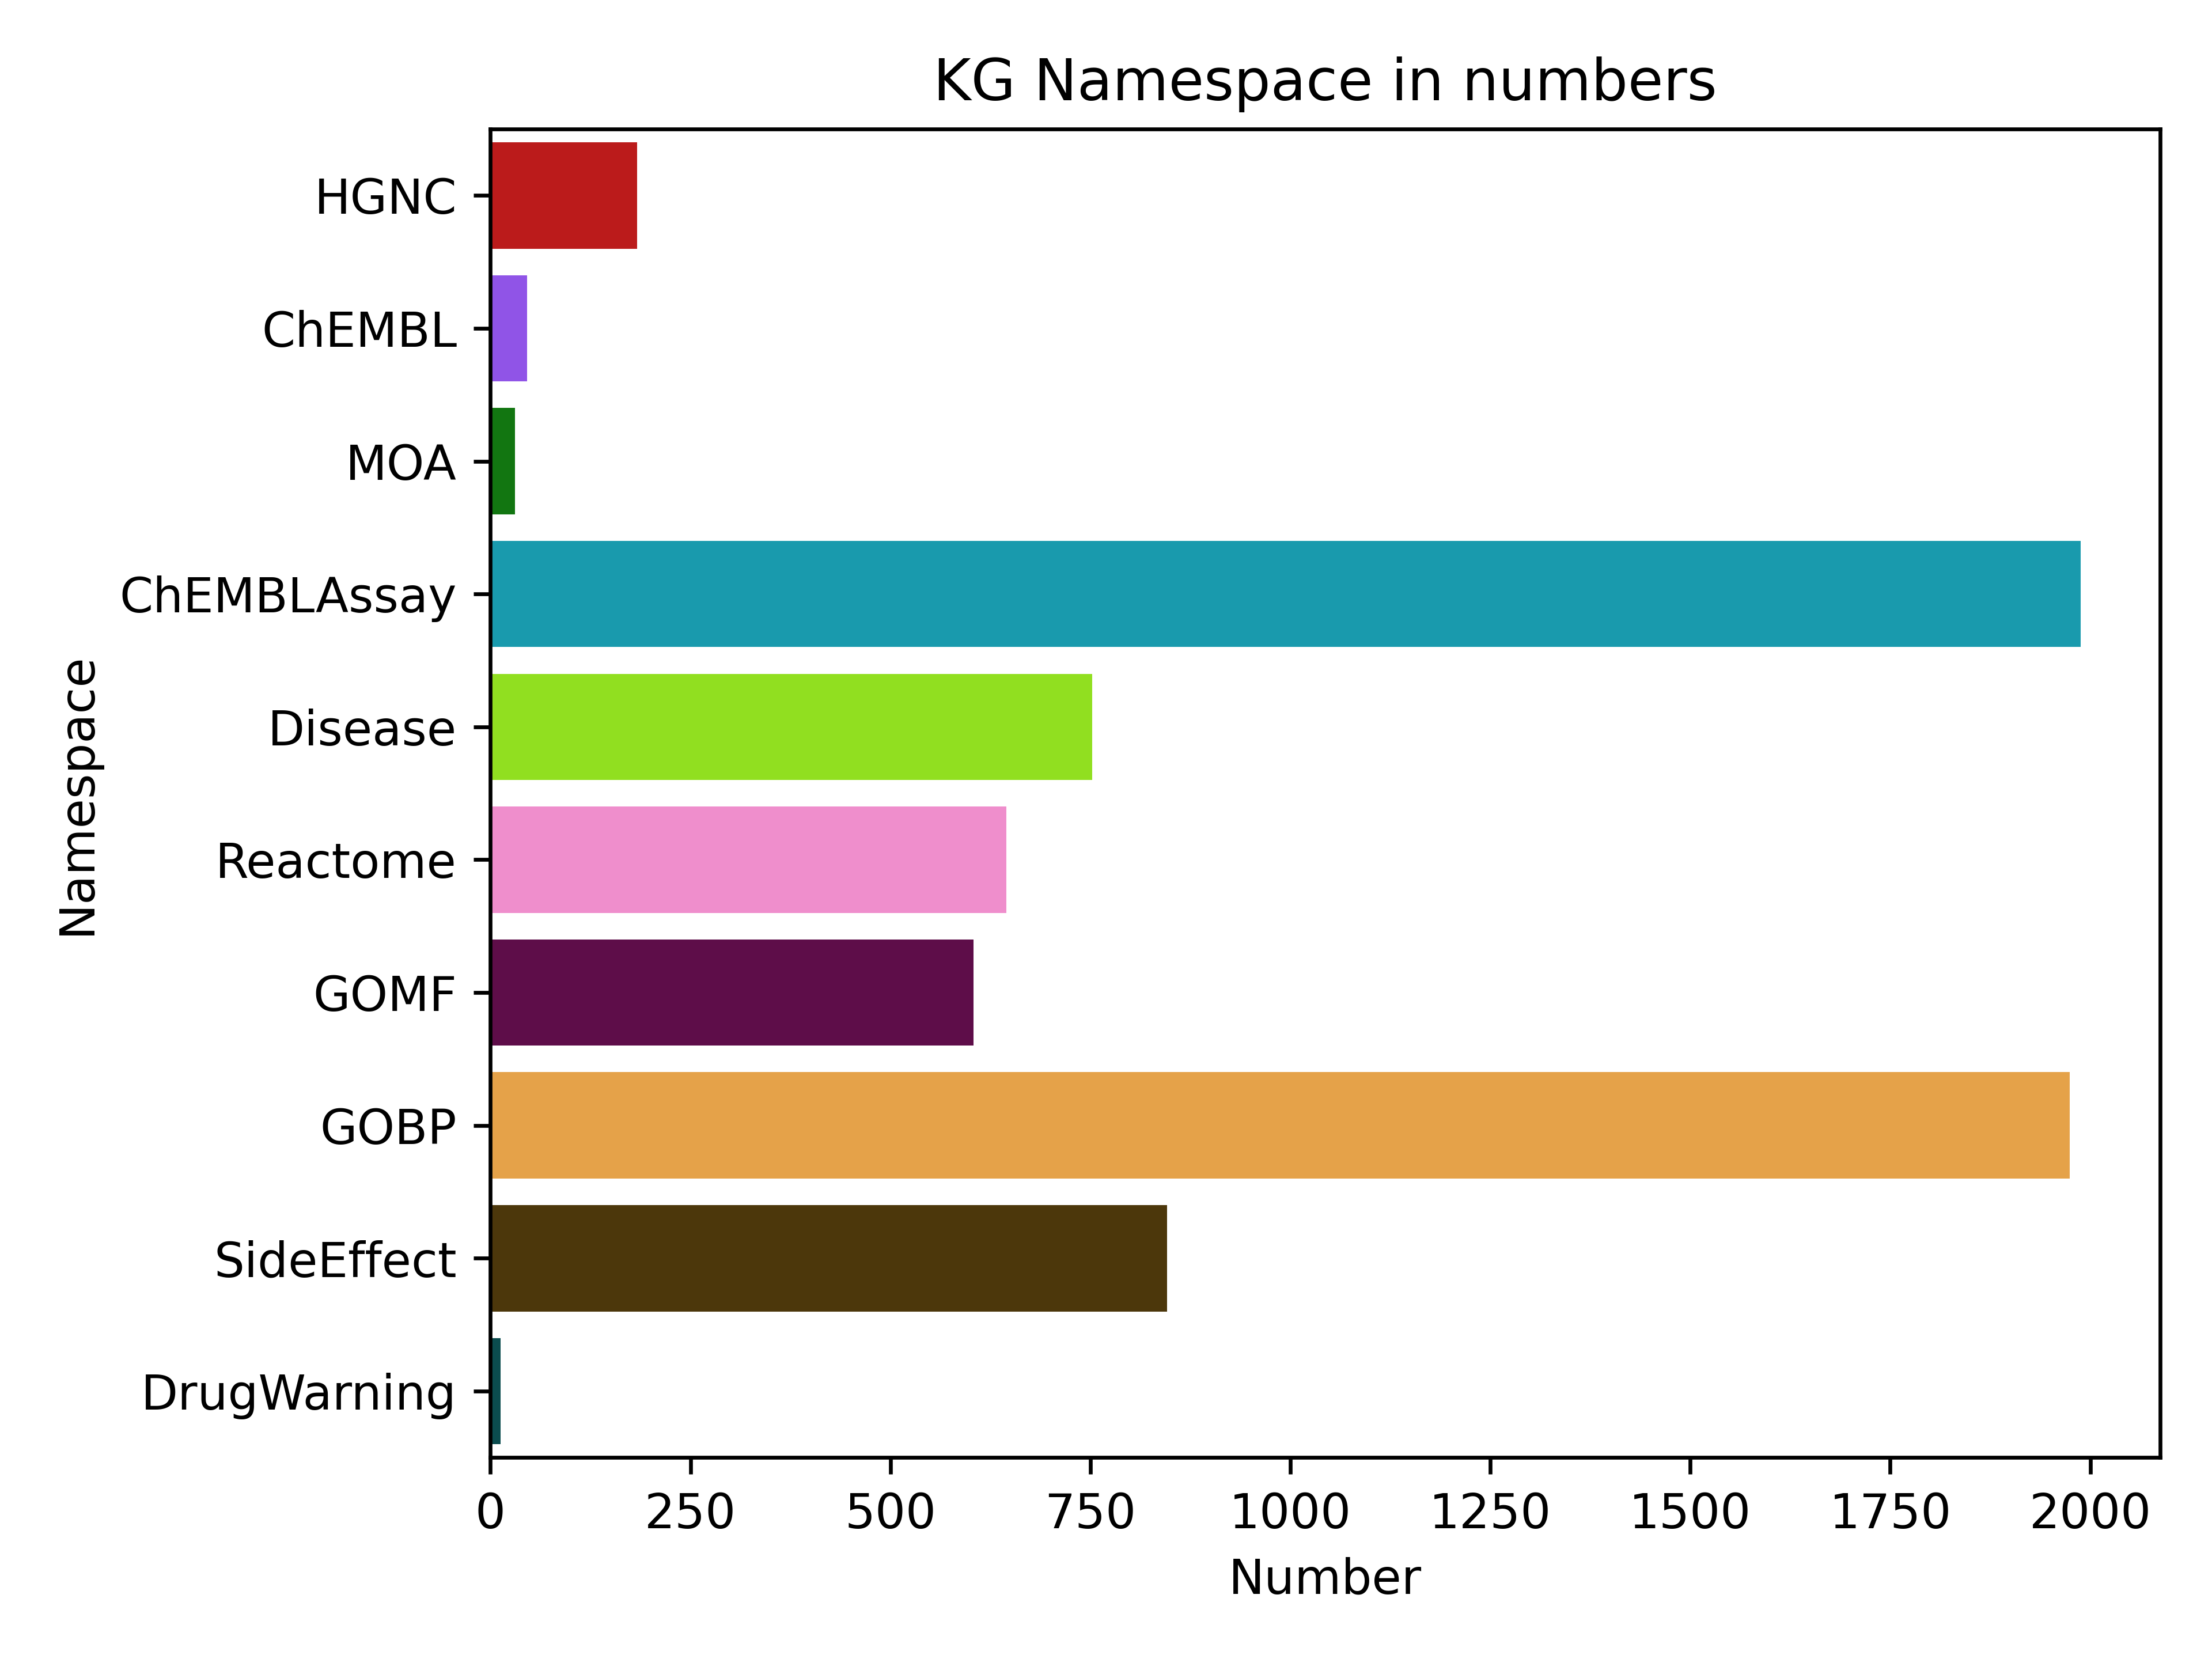 KG Namespace in numbers
HGNC
ChEMBL
MOA
ChEMBLAssay
Disease
Reactome
GOMF
GOBP
SideEffect
DrugWarning
Namespace
0 250 500 750 1000 1250 1500 1750 2000
Number